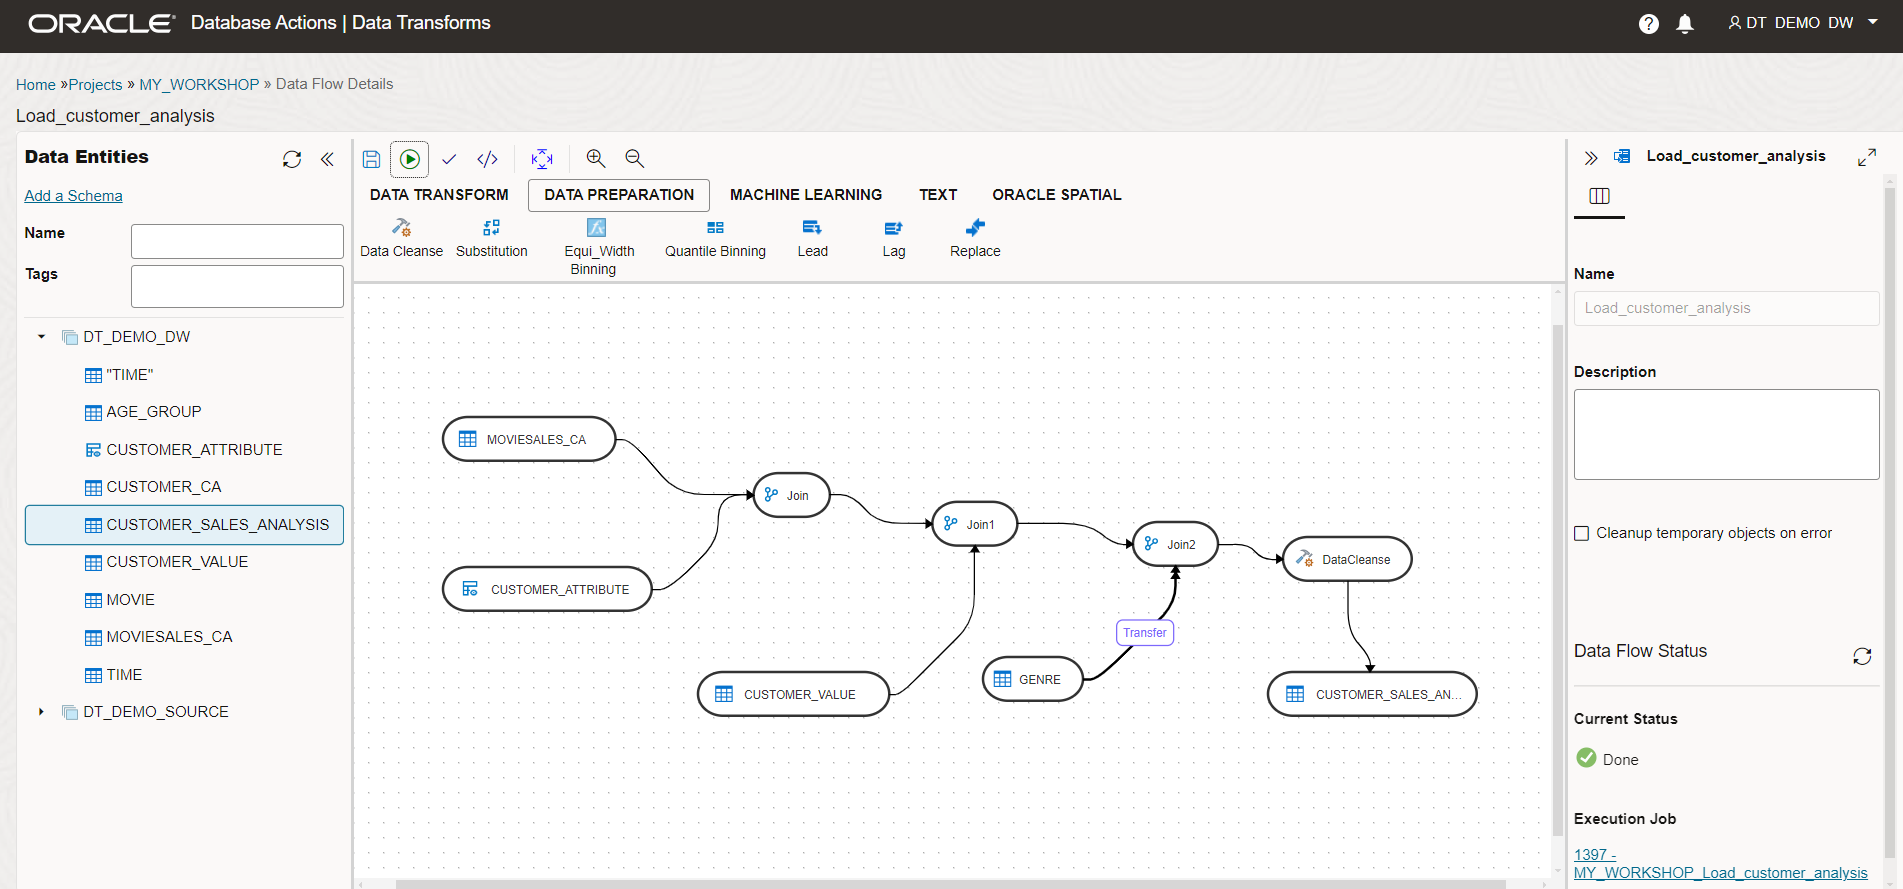 ORACLE Database Actions | Data Transforms
DT DEMO DW
Home »Projects » MY_WORKSHOP » Data Flow Details
Load_customer_analysis
Data Entities
Add a Schema
Name
Tags
DT_DEMO_DW
"TIME"
AGE_GROUP
CUSTOMER_ATTRIBUTE
CUSTOMER_CA
CUSTOMER_SALES_ANALYSIS
CUSTOMER_VALUE
MOVIE
MOVIESALES_CA
TIME
DT_DEMO_SOURCE
DATA TRANSFORM DATA PREPARATION MACHINE LEARNING TEXT ORACLE SPATIAL
Data Cleanse Substitution Equi_Width Quantile Binning Lead Lag Replace
Binning
MOVIESALES_CA
Join
Join1
Join2
DataCleanse
CUSTOMER_ATTRIBUTE
Transfer
GENRE
CUSTOMER_VALUE
CUSTOMER_SALES_AN...
Load_customer_analysis
Name
Load_customer_analysis
Description
Cleanup temporary objects on error
Data Flow Status
Current Status
Done
Execution Job
1397 -
MY_WORKSHOP_Load_customer_analysis